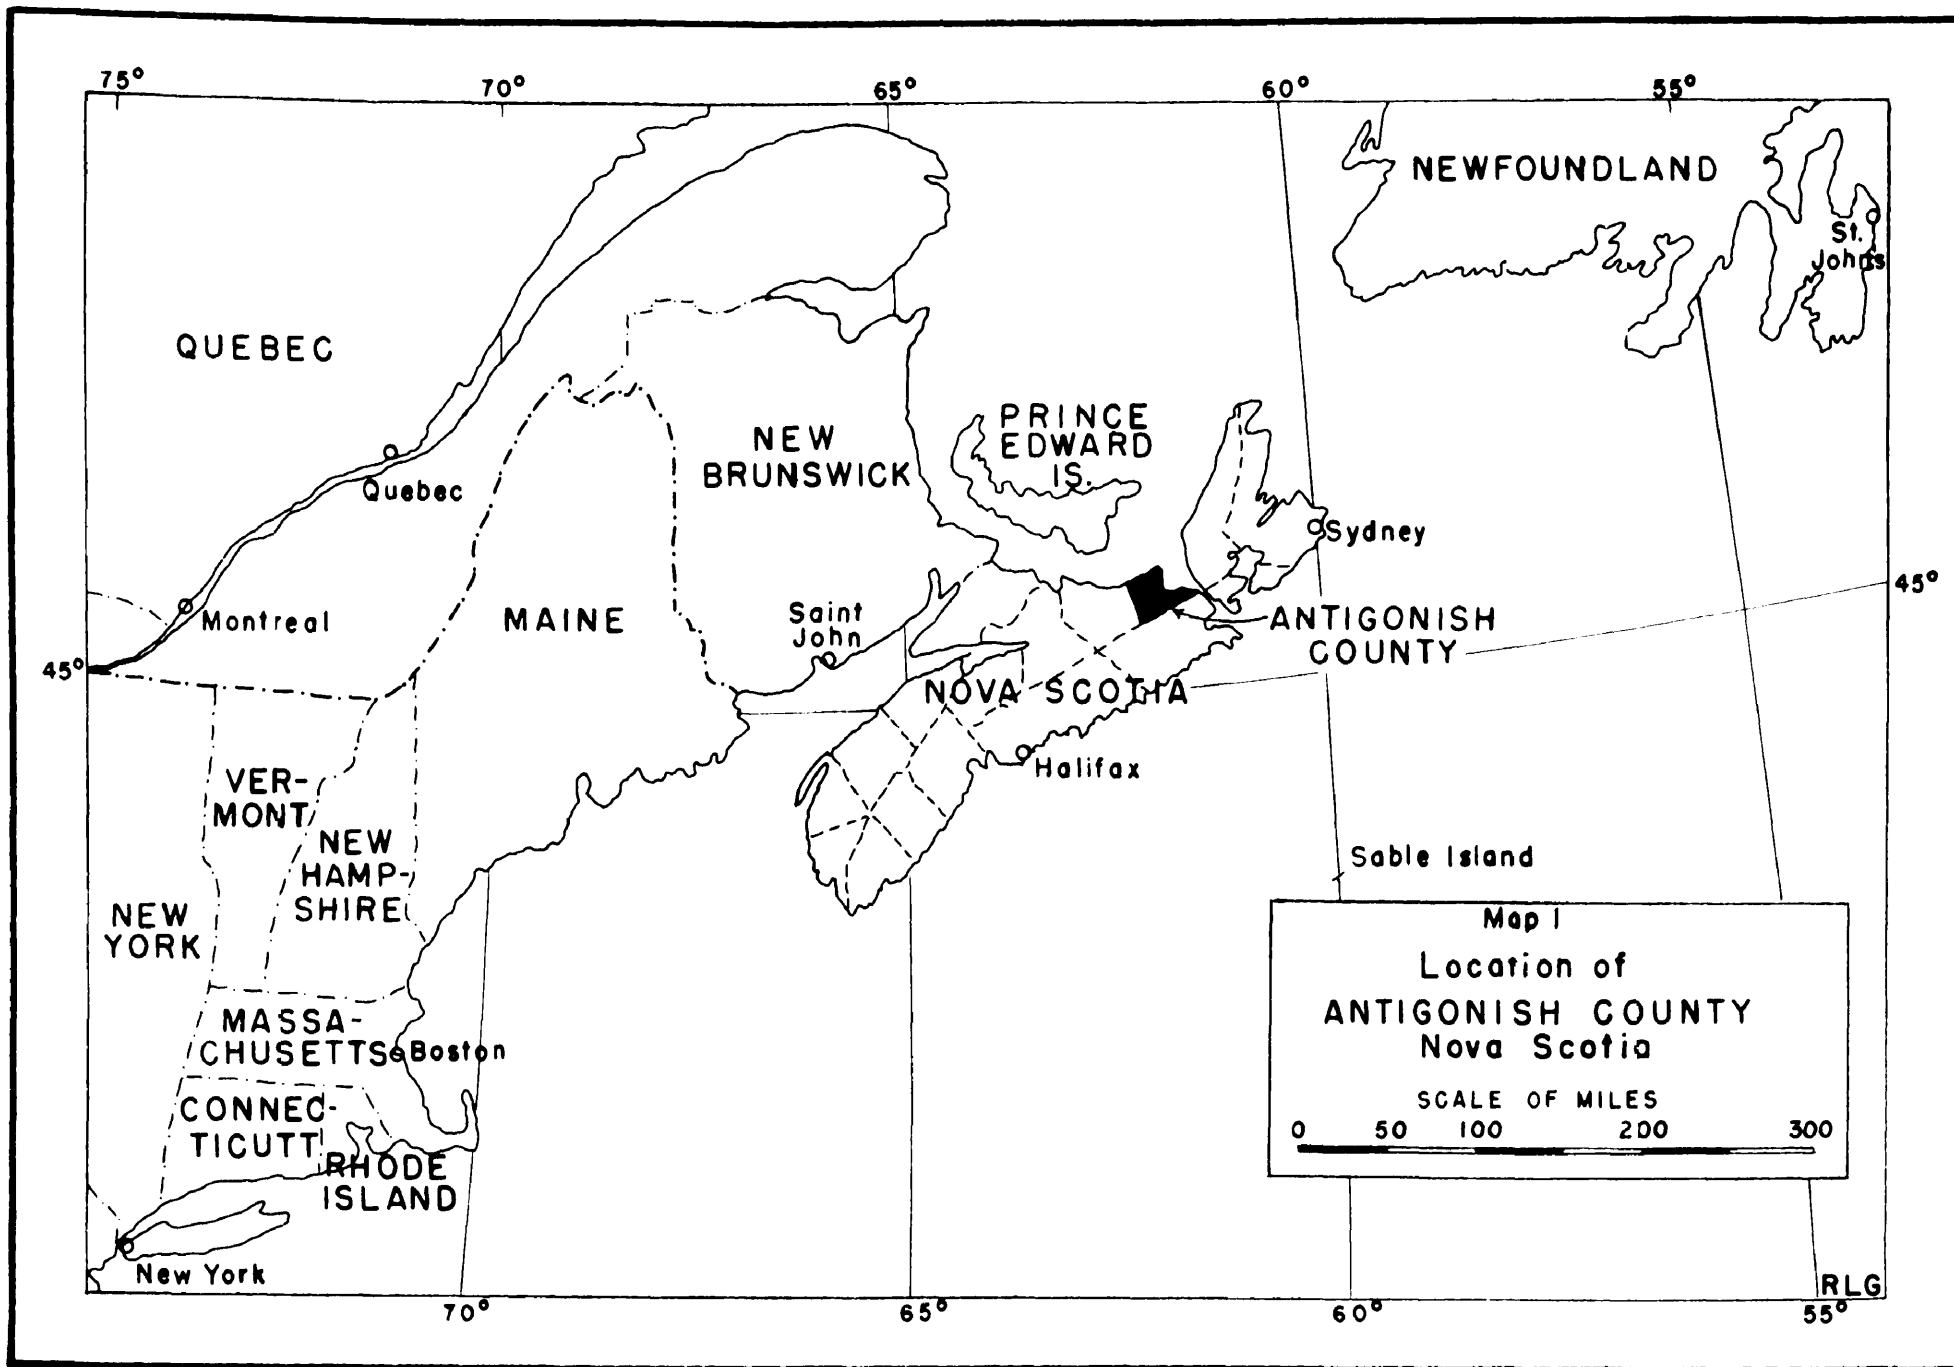 75°
70°
65°
60°
55°
NEWFOUNDLAND
St.
Johns
QUEBEC
PRINCE
EDWARD
IS.
NEW
BRUNSWICK
Quebec
Sydney
45°
Montreal
MAINE
Saint
John
ANTIGONISH
COUNTY
45°
NOVA SCOTIA
Halifax
VER-
MONT
NEW
HAMP-
SHIRE
Sable Island
NEW
YORK
Map 1
Location of
ANTIGONISH COUNTY
Nova Scotia
SCALE OF MILES
0 50 100 200 300
MASSA-
CHUSETTS
Boston
CONNEC-
TICUTT
RHODE
ISLAND
New York
RLG
70°
65°
60°
55°